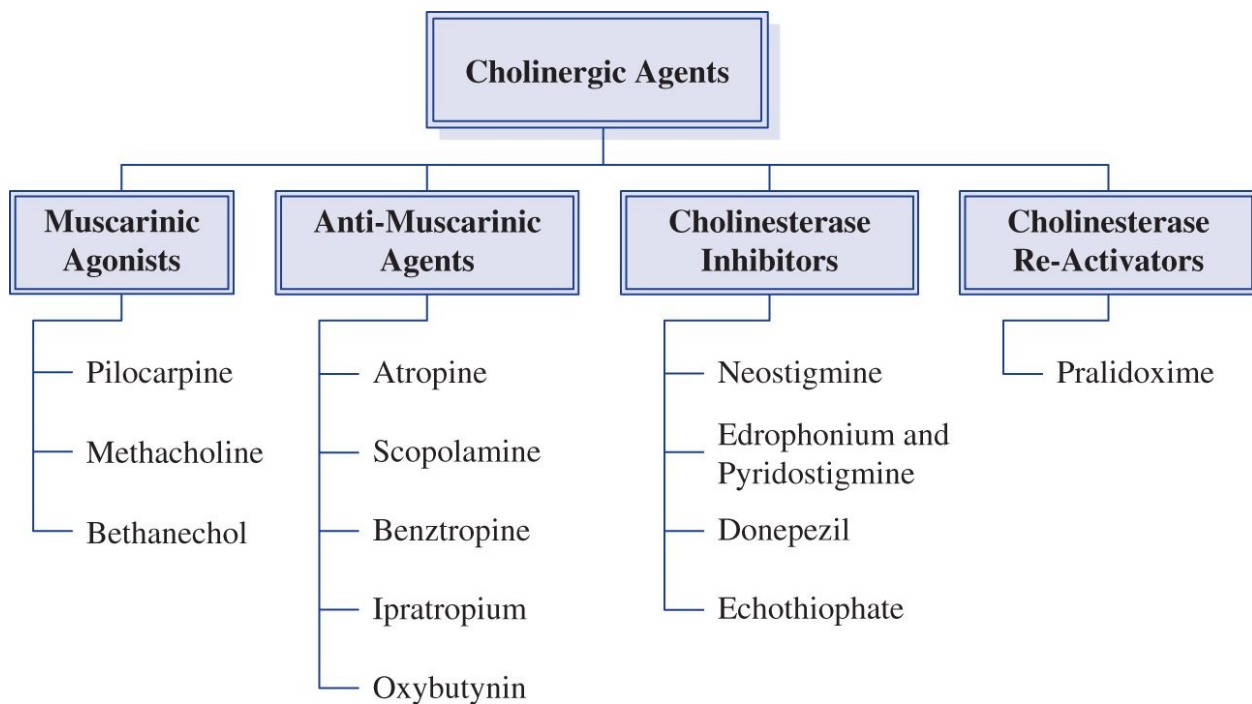 Cholinergic Agents
Muscarinic
Agonists
Pilocarpine
Methacholine
Bethanechol
Anti-Muscarinic
Agents
Atropine
Scopolamine
Benztropine
Ipratropium
Oxybutynin
Cholinesterase
Inhibitors
Neostigmine
Edrophonium and
Pyridostigmine
Donepezil
Echothiophate
Cholinesterase
Re-Activators
Pralidoxime